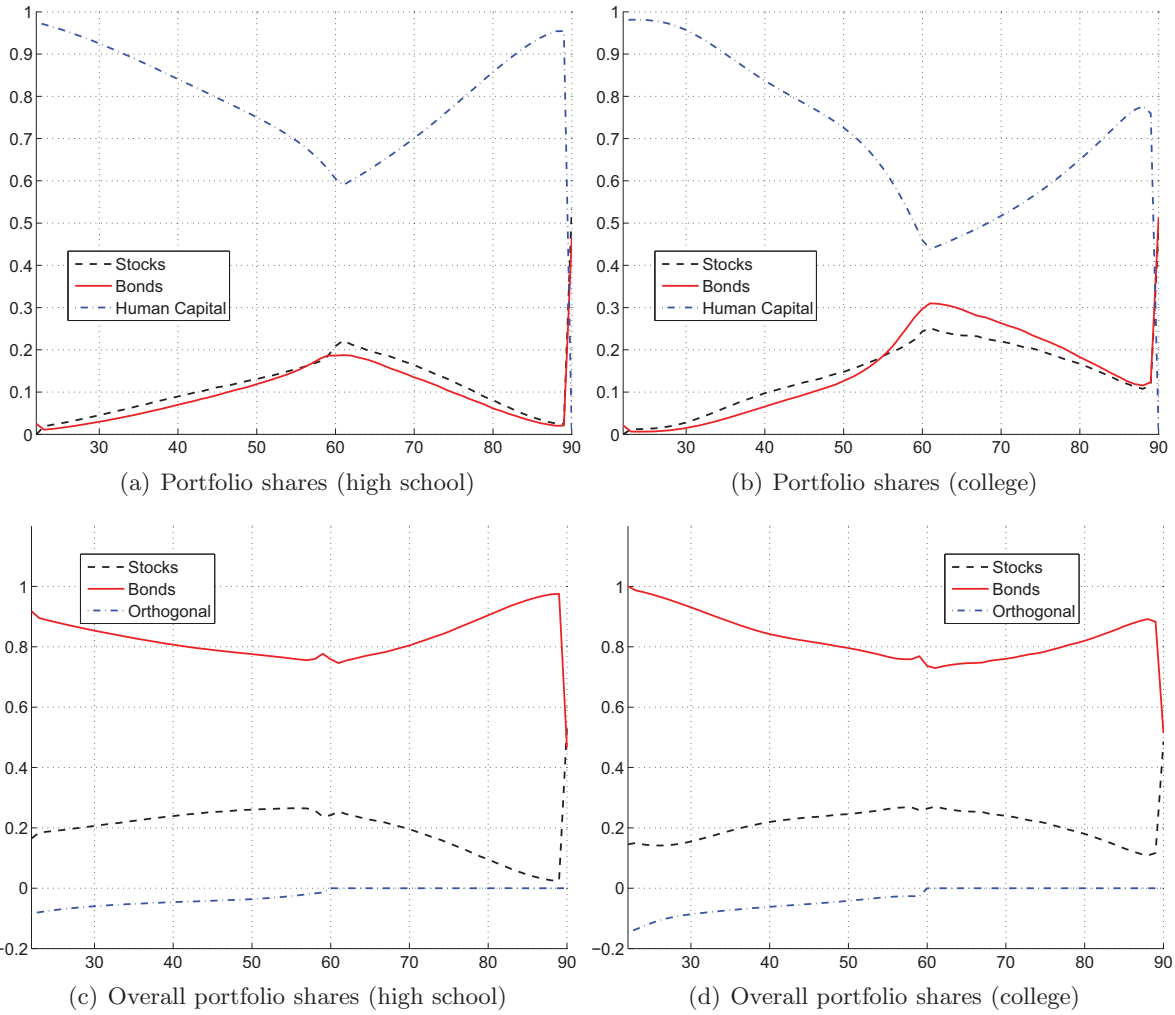 1
0.9
0.8
0.7
0.6
0.5
0.4
0.3
0.2
0.1
0
30 40 50 60 70 80 90
Stocks
Bonds
Human Capital
(a) Portfolio shares (high school)
1
0.9
0.8
0.7
0.6
0.5
0.4
0.3
0.2
0.1
0
30 40 50 60 70 80 90
Stocks
Bonds
Human Capital
(b) Portfolio shares (college)
1
0.8
0.6
0.4
0.2
0
−0.2
30 40 50 60 70 80 90
Stocks
Bonds
Orthogonal
(c) Overall portfolio shares (high school)
1
0.8
0.6
0.4
0.2
0
−0.2
30 40 50 60 70 80 90
Stocks
Bonds
Orthogonal
(d) Overall portfolio shares (college)